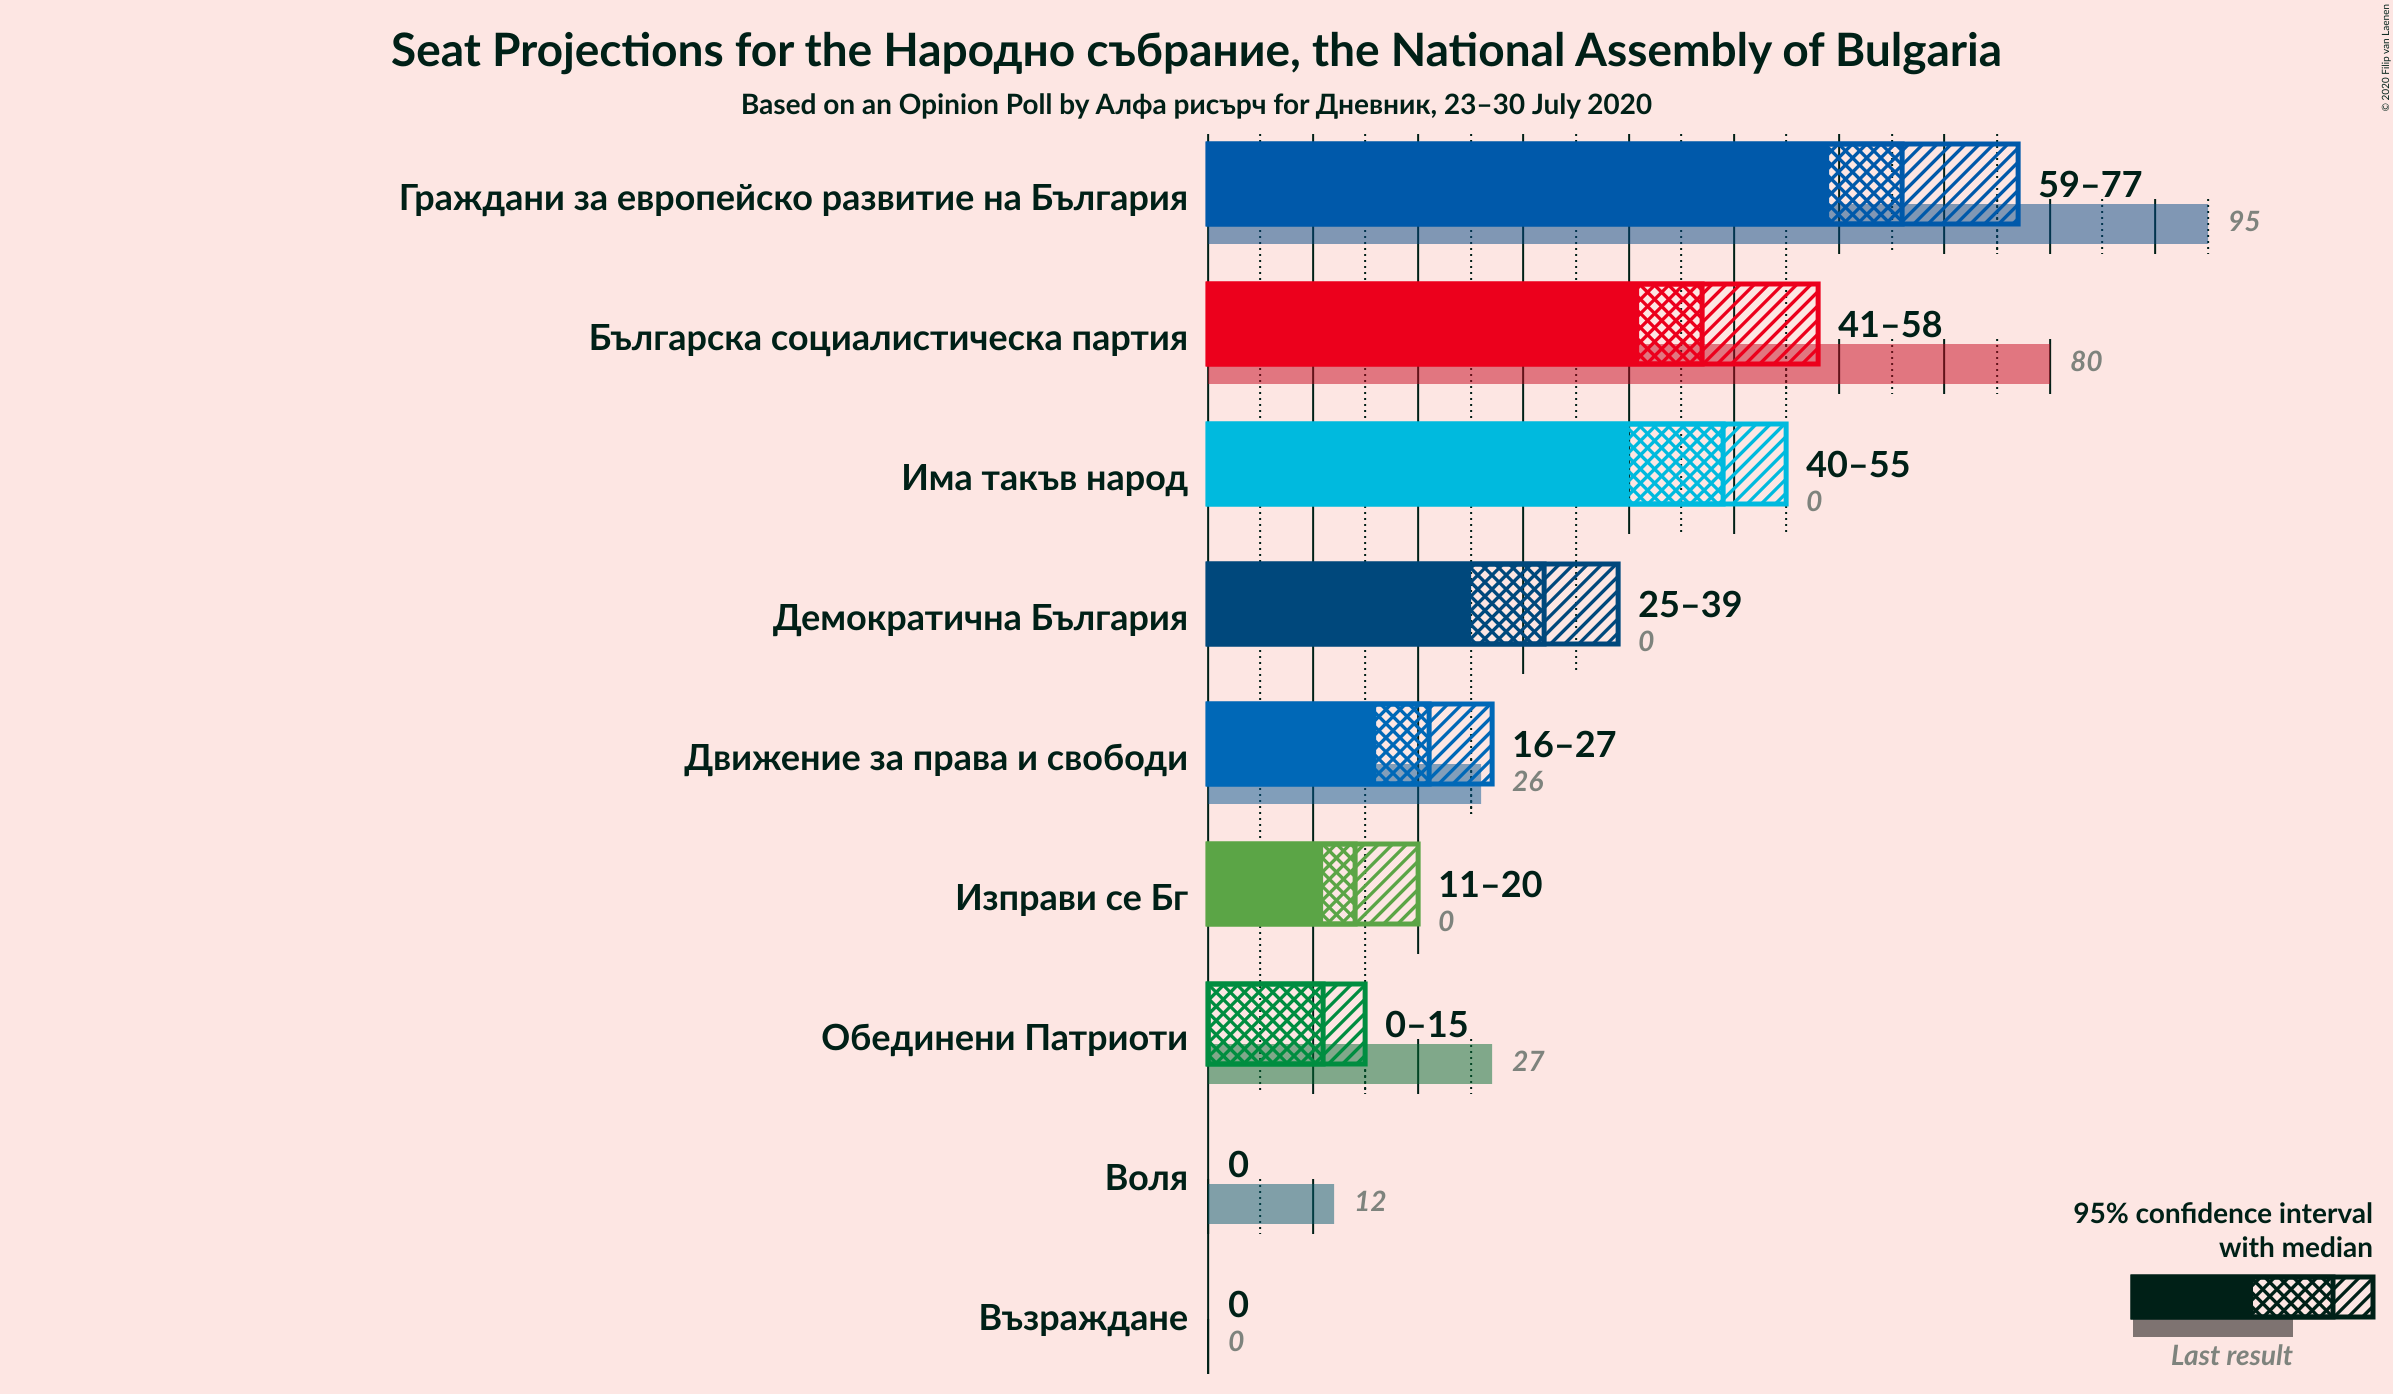 Seat Projections for the Народно събрание, the National Assembly of Bulgaria
Based on an Opinion Poll by Алфа рисърч for Дневник, 23–30 July 2020
© 2020 Filip van Laenen
Граждани за европейско развитие на България
59–77
95
Българска социалистическа партия
41–58
80
Има такъв народ
40–55
0
Демократична България
25–39
0
Движение за права и свободи
16–27
26
Изправи се Бг
11–20
0
Обединени Патриоти
0–15
27
Воля
0
12
Възраждане
0
0
95% confidence interval
with median
Last result